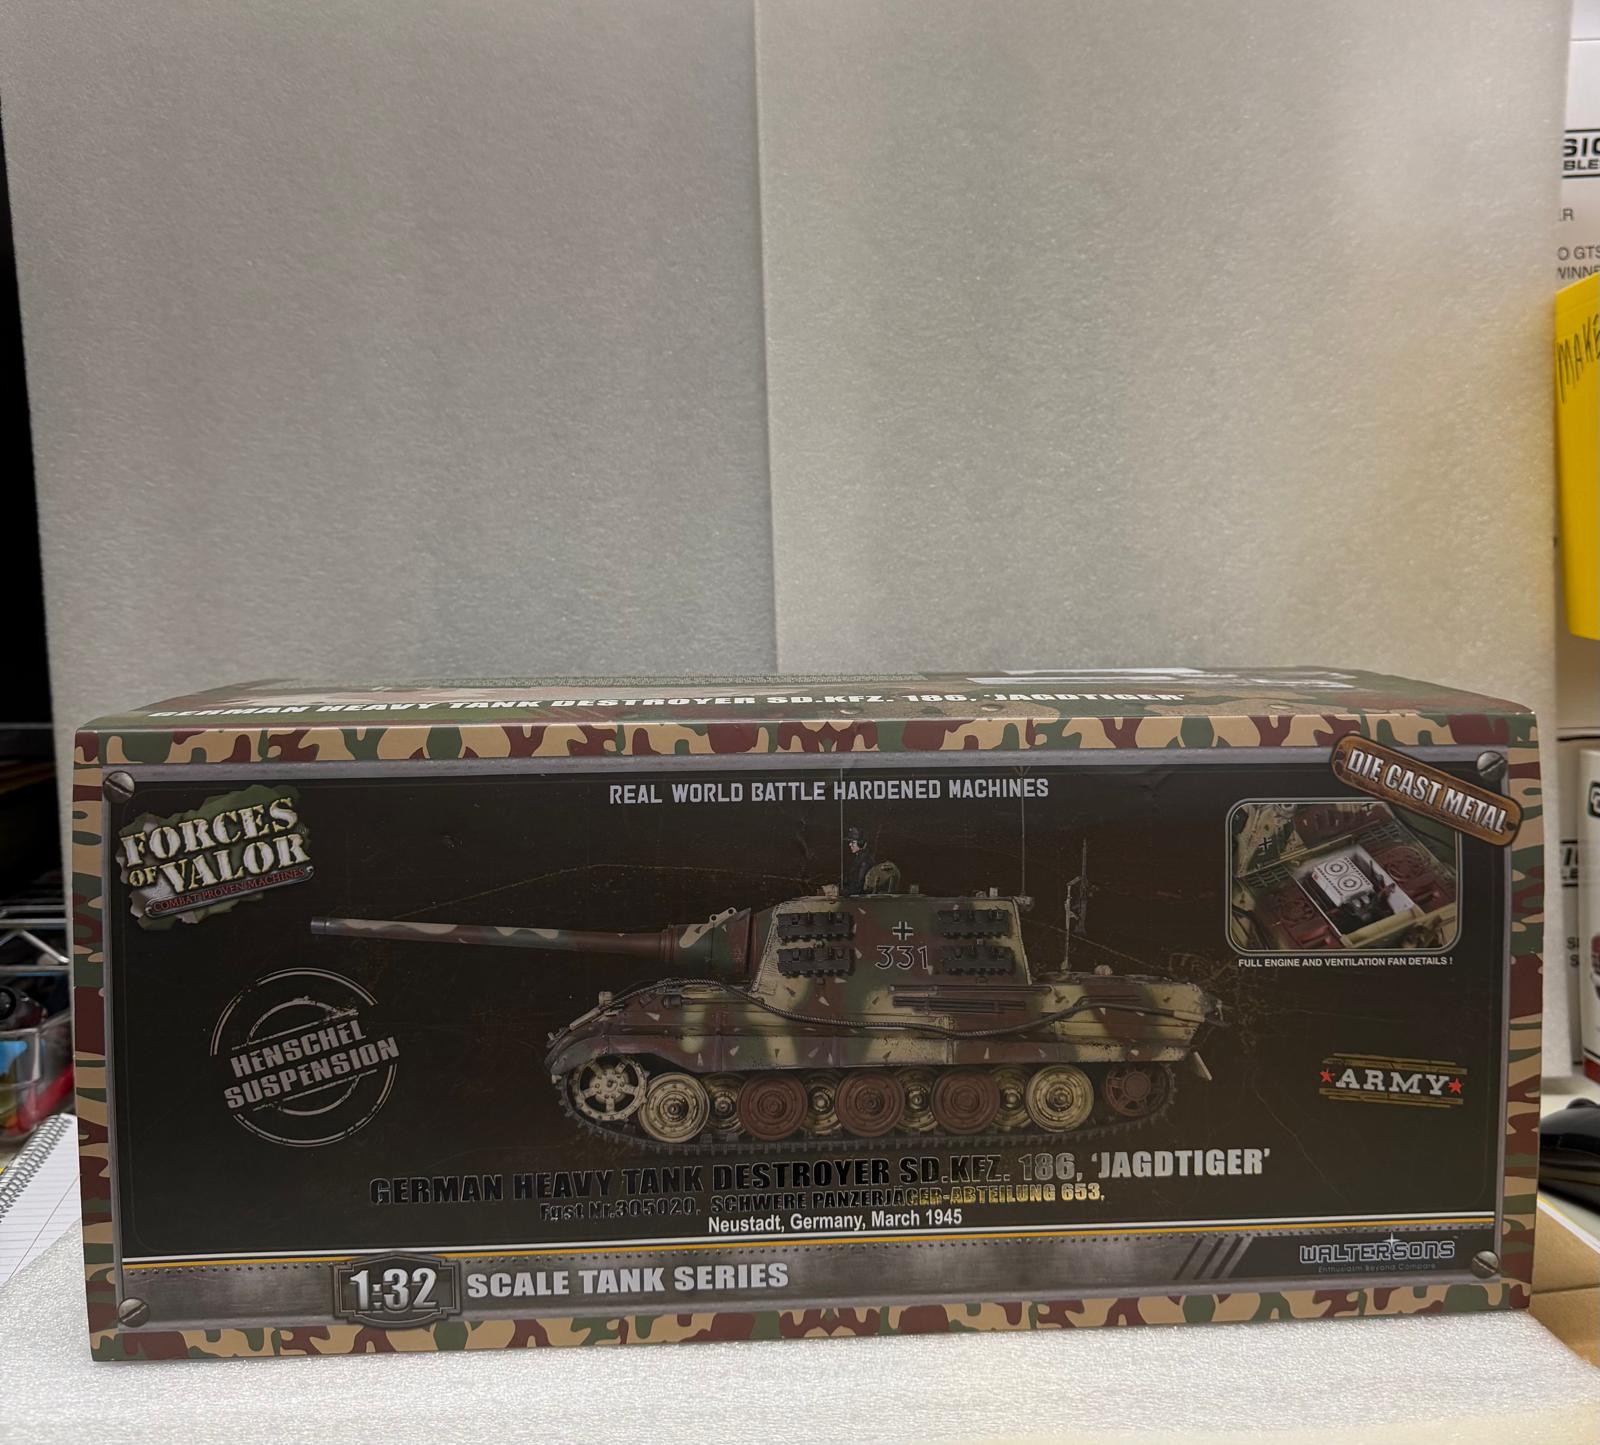 GERMAN HEAVY TANK DESTROYER SD.KFZ. 186, 'JAGDTIGER'
REAL WORLD BATTLE HARDENED MACHINES
DIE CAST METAL
FORCES
OF VALOR
COMBAT PROVEN MACHINES
331
FULL ENGINE AND VENTILATION FAN DETAILS !
HENSCHEL
SUSPENSION
ARMY
GERMAN HEAVY TANK DESTROYER SD.KFZ. 186, 'JAGDTIGER'
Fgst Nr.305020, SCHWERE PANZERJÄGER-ABTEILUNG 653,
Neustadt, Germany, March 1945
1:32 SCALE TANK SERIES
WALTERSONS
Enthusiasm Beyond Compare
MAKE